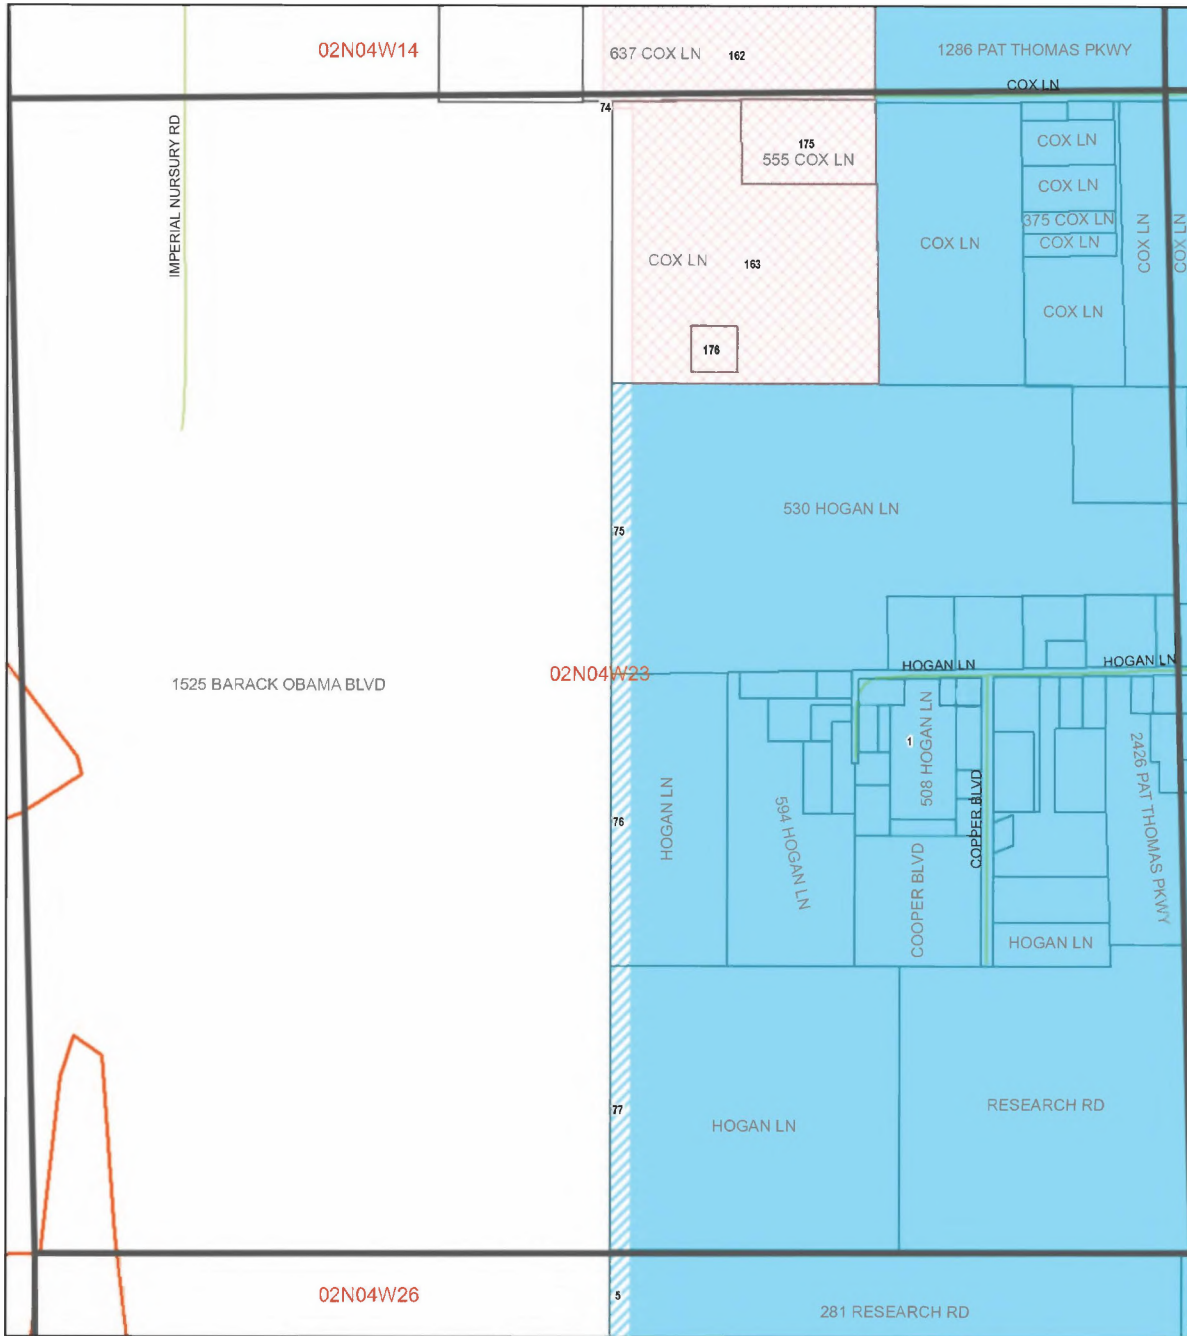 02N04W14
637 COX LN
162
1286 PAT THOMAS PKWY
COX LN
74
IMPERIAL NURSURY RD
175
555 COX LN
COX LN
COX LN
375 COX LN
COX LN
COX LN
COX LN
COX LN
COX LN
163
COX LN
COX LN
176
530 HOGAN LN
75
HOGAN LN
HOGAN LN
02N04W23
1525 BARACK OBAMA BLVD
508 HOGAN LN
1
2426 PAT THOMAS PKWY
HOGAN LN
594 HOGAN LN
76
COPPER BLVD
COOPER BLVD
HOGAN LN
77
HOGAN LN
RESEARCH RD
02N04W26
5
281 RESEARCH RD